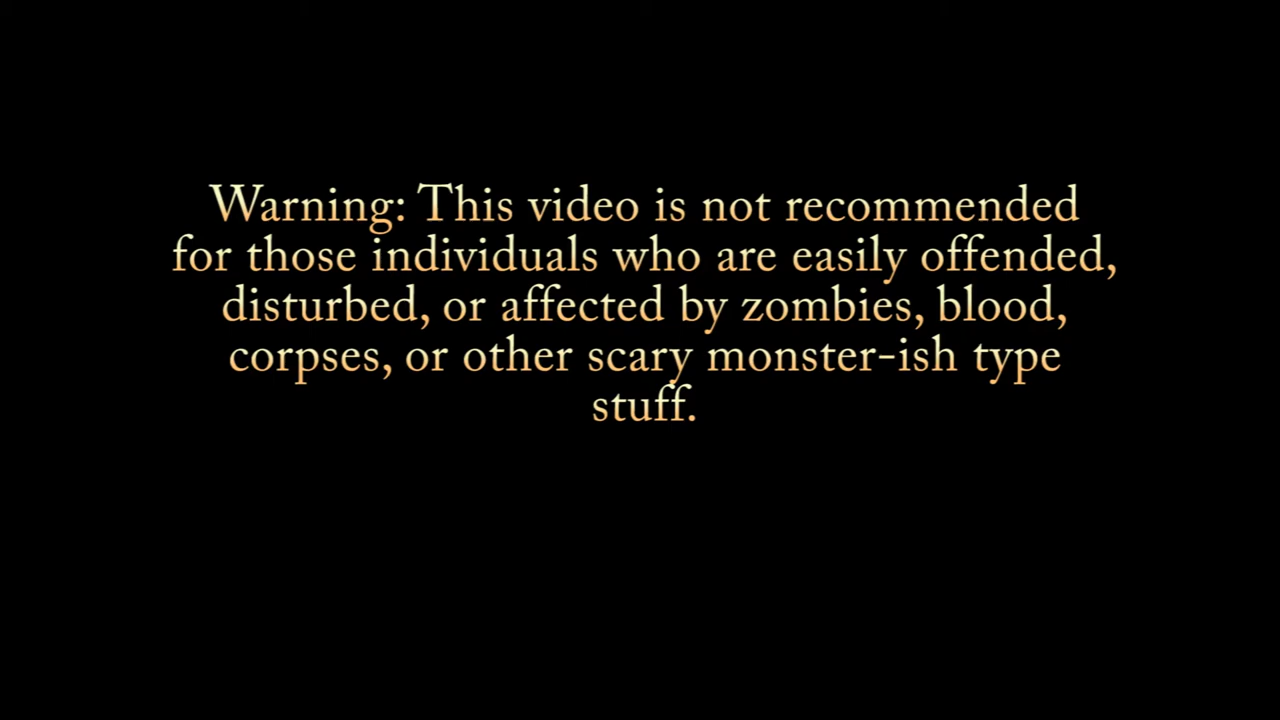 Warning: This video is not recommended
for those individuals who are easily offended,
disturbed, or affected by zombies, blood,
corpses, or other scary monster-ish type
stuff.